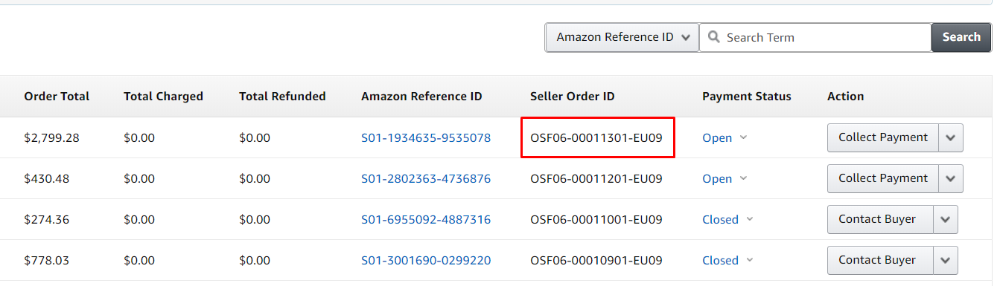 Amazon Reference ID Search Term Search
Order Total Total Charged Total Refunded Amazon Reference ID Seller Order ID Payment Status Action
$2,799.28 $0.00 $0.00 S01-1934635-9535078 OSF06-00011301-EU09 Open Collect Payment
$430.48 $0.00 $0.00 S01-2802363-4736876 OSF06-00011201-EU09 Open Collect Payment
$274.36 $0.00 $0.00 S01-6955092-4887316 OSF06-00011001-EU09 Closed Contact Buyer
$778.03 $0.00 $0.00 S01-3001690-0299220 OSF06-00010901-EU09 Closed Contact Buyer